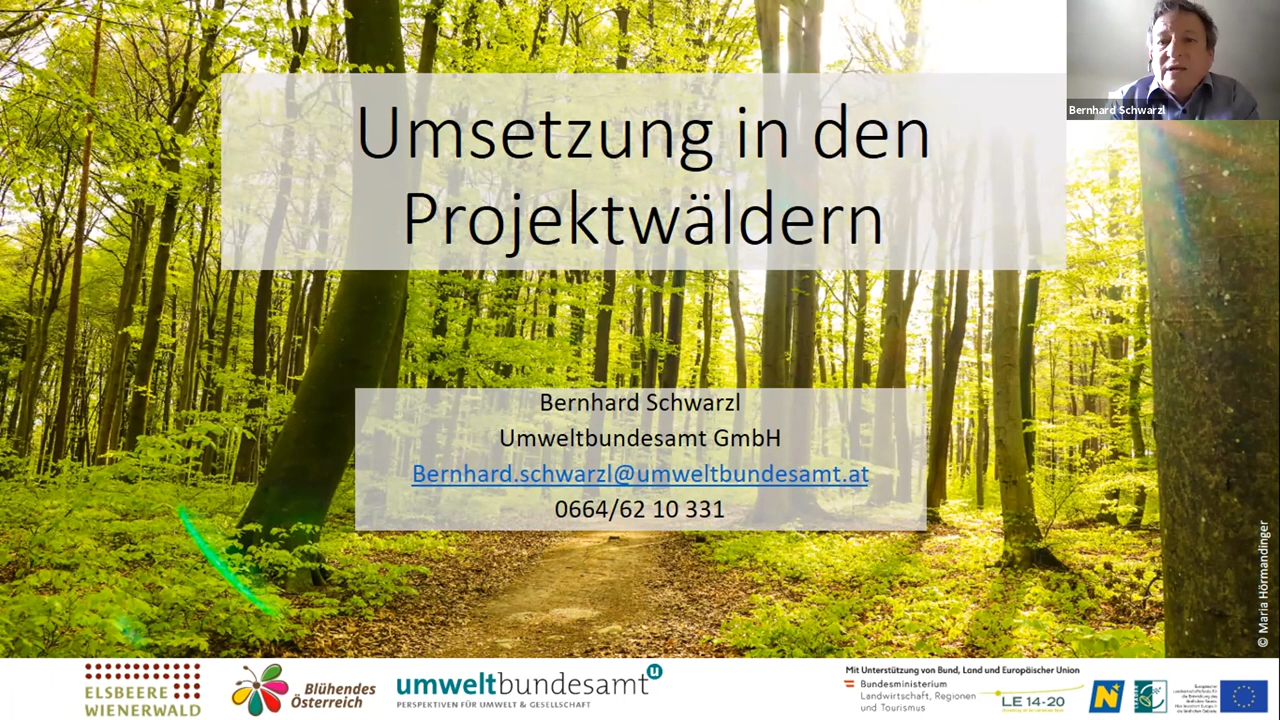 Bernhard Schwarzl
Umsetzung in den
Projektwäldern
Bernhard Schwarzl
Umweltbundesamt GmbH
Bernhard.schwarzl@umweltbundesamt.at
0664/62 10 331
© Maria Hörmandinger
ELSBEERE
WIENERWALD
Blühendes
Österreich
umweltbundesamt
u
PERSPEKTIVEN FÜR UMWELT & GESELLSCHAFT
Mit Unterstützung von Bund, Land und Europäischer Union
Bundesministerium
Landwirtschaft, Regionen
und Tourismus
LE 14-20
N